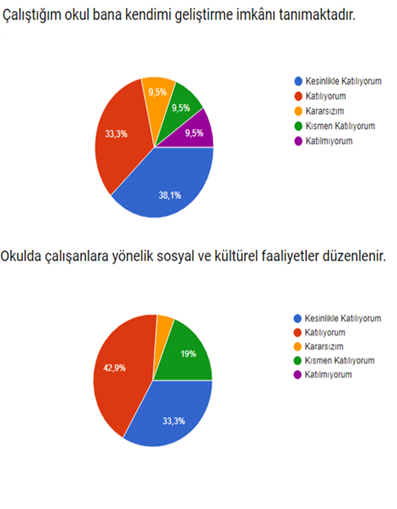 Çalıştığım okul bana kendimi geliştirme imkânı tanımaktadır.
9,5%
9,5%
9,5%
33,3%
38,1%
Kesinlikle Katılıyorum
Katılıyorum
Kararsızım
Kısmen Katılıyorum
Katılmıyorum
Okulda çalışanlara yönelik sosyal ve kültürel faaliyetler düzenlenir.
19%
42,9%
33,3%
Kesinlikle Katılıyorum
Katılıyorum
Kararsızım
Kısmen Katılıyorum
Katılmıyorum